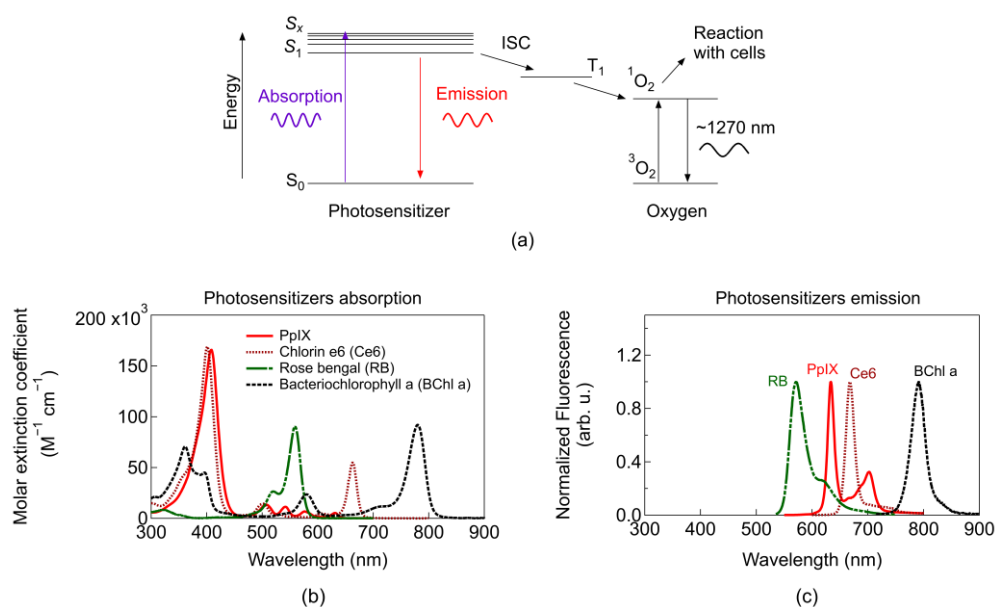 Energy
Sx
S1
S0
Absorption
Emission
ISC
T1
Reaction
with cells
1O2
~1270 nm
3O2
Photosensitizer
Oxygen
(a)
Photosensitizers absorption
Molar extinction coefficient
(M−1 cm−1)
200 x103
150
100
50
0
PpIX
Chlorin e6 (Ce6)
Rose bengal (RB)
Bacteriochlorophyll a (BChl a)
300 400 500 600 700 800 900
Wavelength (nm)
(b)
Photosensitizers emission
Normalized Fluorescence
(arb. u.)
1.2
0.8
0.4
0.0
RB
PpIX
Ce6
BChl a
300 400 500 600 700 800 900
Wavelength (nm)
(c)